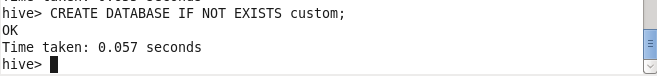 hive> CREATE DATABASE IF NOT EXISTS custom;
OK
Time taken: 0.057 seconds
hive>